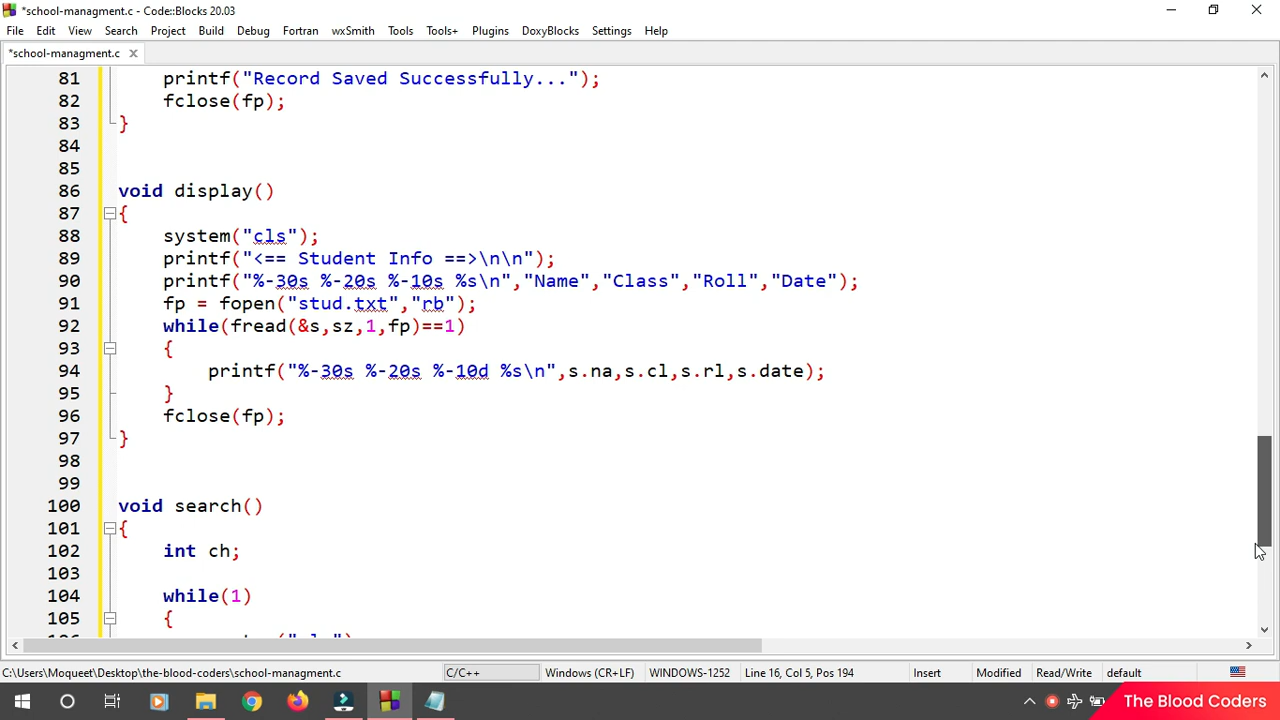 *school-managment.c - Code::Blocks 20.03
File Edit View Search Project Build Debug Fortran wxSmith Tools Tools+ Plugins DoxyBlocks Settings Help
*school-managment.c
81 printf("Record Saved Successfully...");
82 fclose(fp);
83 }
84
85
86 void display()
87 {
88 system("cls");
89 printf("<== Student Info ==>\n\n");
90 printf("%-30s %-20s %-10s %s\n","Name","Class","Roll","Date");
91 fp = fopen("stud.txt","rb");
92 while(fread(&s,sz,1,fp)==1)
93 {
94 printf("%-30s %-20s %-10d %s\n",s.na,s.cl,s.rl,s.date);
95 }
96 fclose(fp);
97 }
98
99
100 void search()
101 {
102 int ch;
103
104 while(1)
105 {
C:\Users\Moqueet\Desktop\the-blood-coders\school-managment.c C/C++ Windows (CR+LF) WINDOWS-1252 Line 16, Col 5, Pos 194 Insert Modified Read/Write default
The Blood Coders